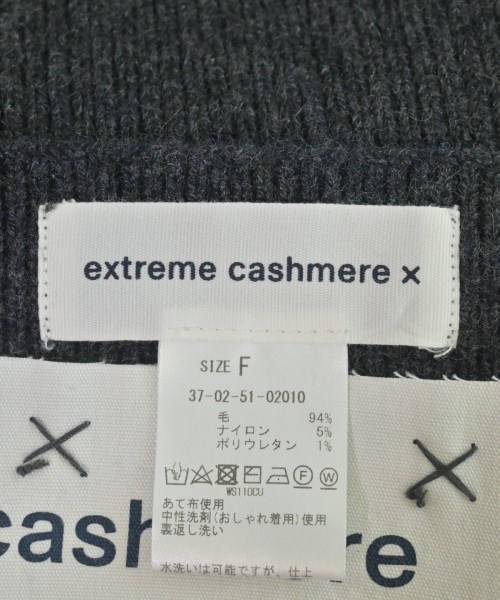 extreme cashmere x
SIZE F
37-02-51-02010
毛 94%
ナイロン 5%
ポリウレタン 1%
WS110CU
あて布使用
中性洗剤(おしゃれ着用)使用
裏返し洗い
水洗いは可能ですが、仕上
cashmere